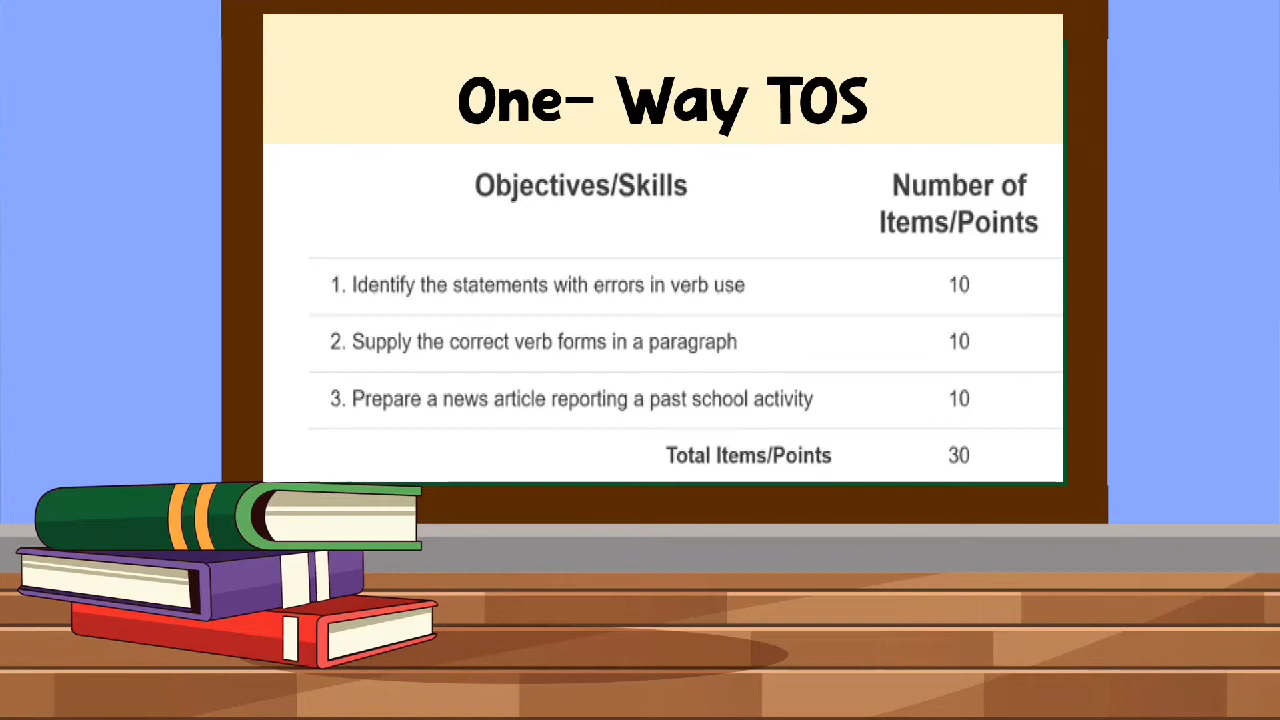 One- Way TOS
Objectives/Skills
Number of
Items/Points
1. Identify the statements with errors in verb use 10
2. Supply the correct verb forms in a paragraph 10
3. Prepare a news article reporting a past school activity 10
Total Items/Points 30